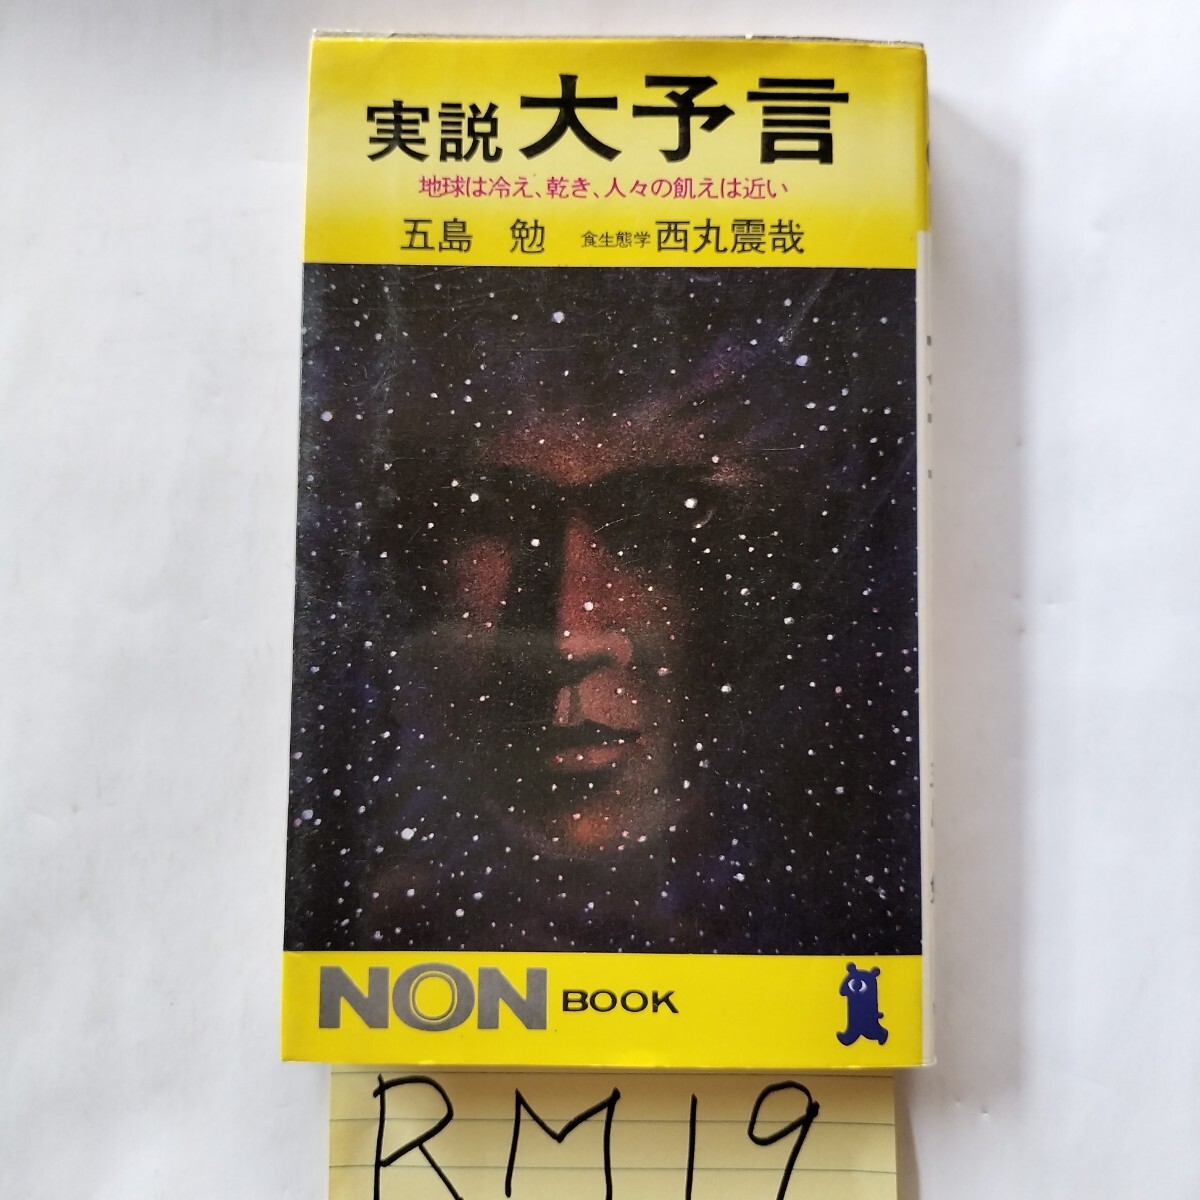 実説 大予言
地球は冷え、乾き、人々の飢えは近い
五島 勉 食生態学 西丸震哉
NON BOOK
RM19